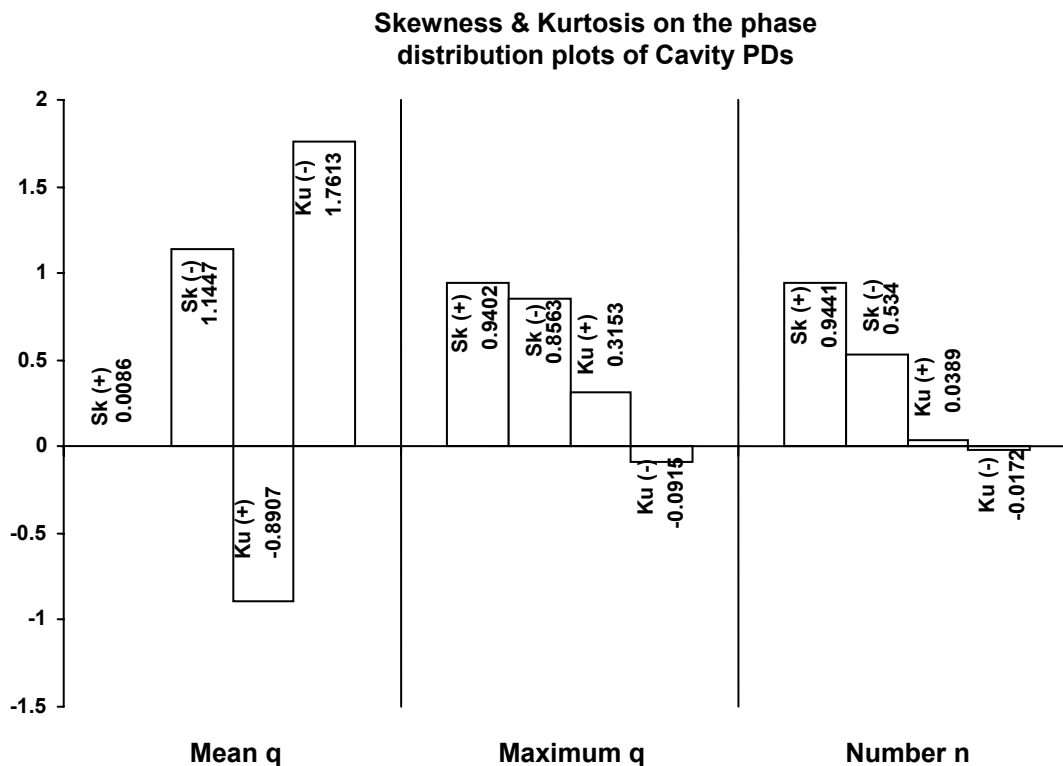 Skewness & Kurtosis on the phase
distribution plots of Cavity PDs
2
1.5
1
0.5
0
-0.5
-1
-1.5
Sk (+)
0.0086
Sk (-)
1.1447
Ku (+)
-0.8907
Ku (-)
1.7613
Sk (+)
0.9402
Sk (-)
0.8563
Ku (+)
0.3153
Ku (-)
-0.0915
Sk (+)
0.9441
Sk (-)
0.534
Ku (+)
0.0389
Ku (-)
-0.0172
Mean q
Maximum q
Number n